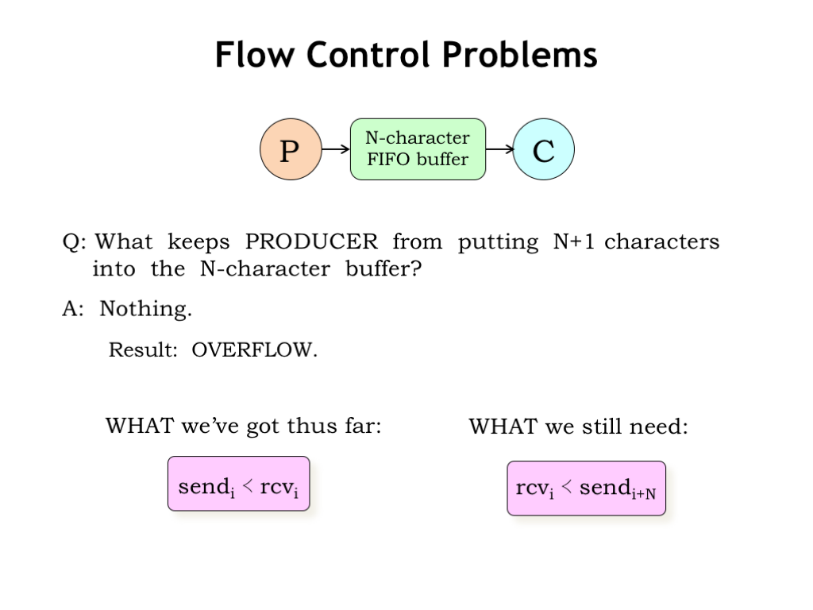 Flow Control Problems
P
N-character
FIFO buffer
C
Q: What keeps PRODUCER from putting N+1 characters
into the N-character buffer?
A: Nothing.
Result: OVERFLOW.
WHAT we’ve got thus far:
WHAT we still need:
sendᵢ < rcvᵢ
rcvᵢ < sendᵢ₊N